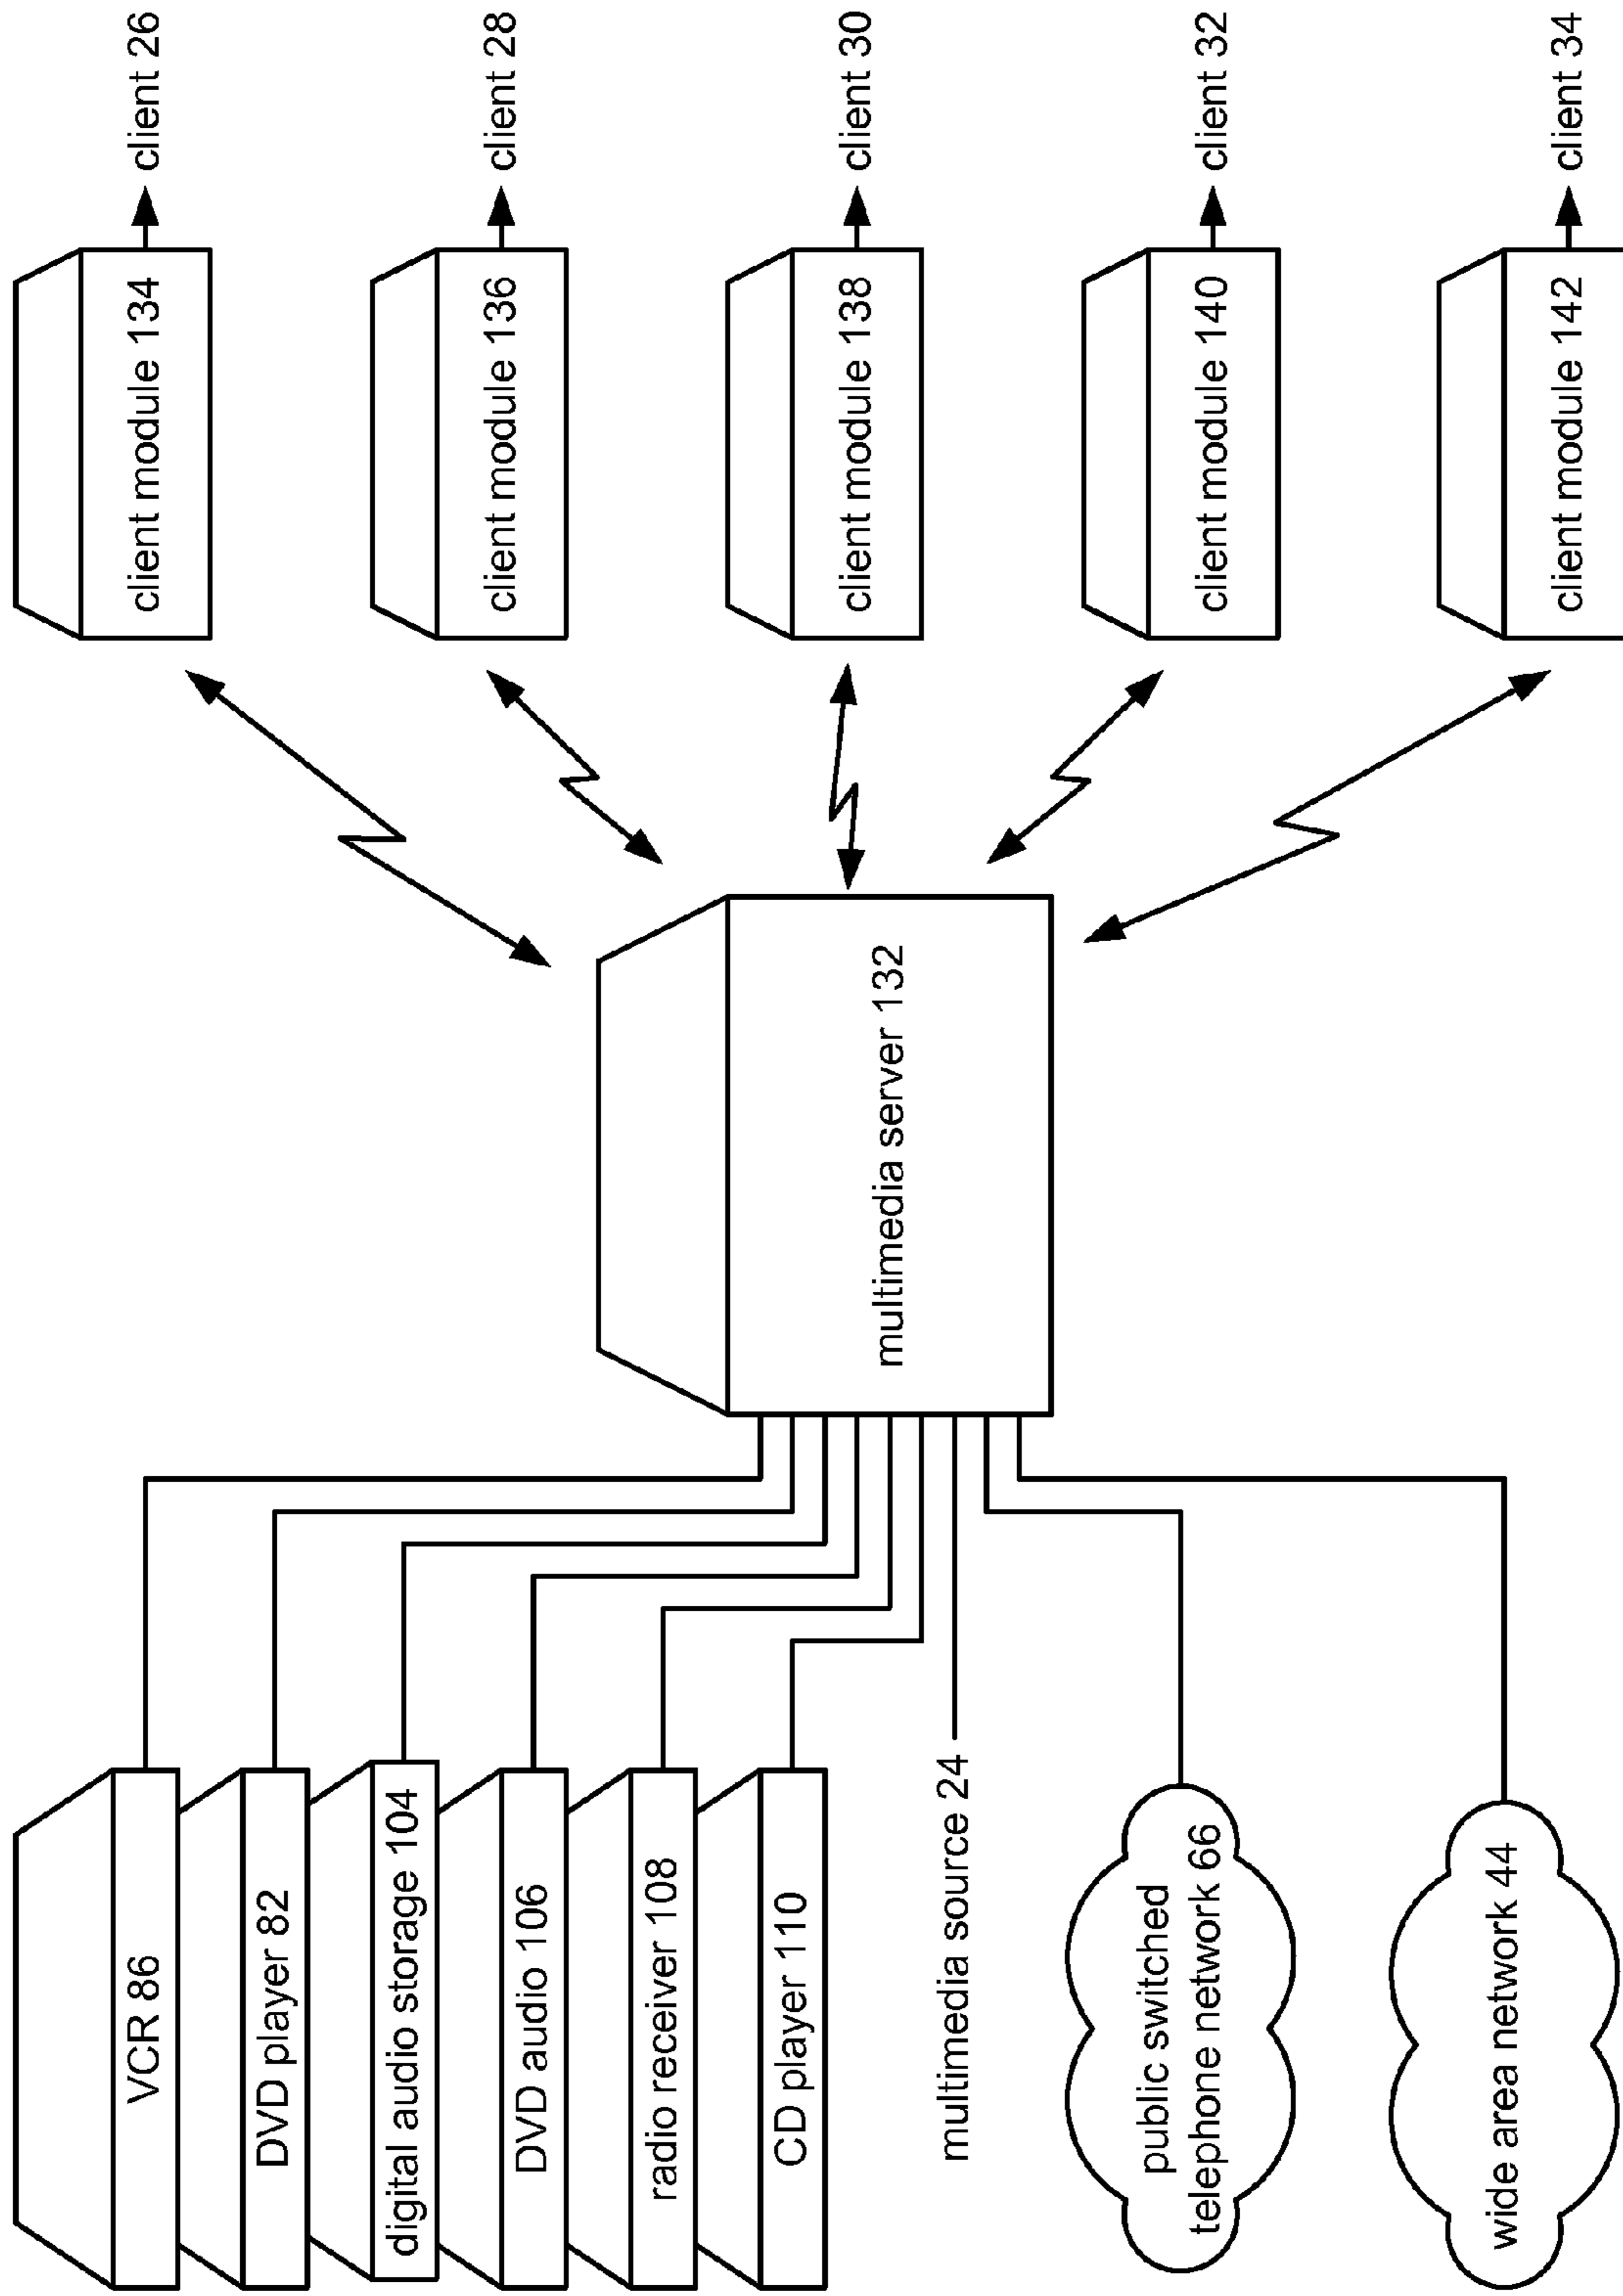 VCR 86
DVD player 82
digital audio storage 104
DVD audio 106
radio receiver 108
CD player 110
multimedia source 24
public switched
telephone network 66
wide area network 44
multimedia server 132
client module 134
client 26
client module 136
client 28
client module 138
client 30
client module 140
client 32
client module 142
client 34